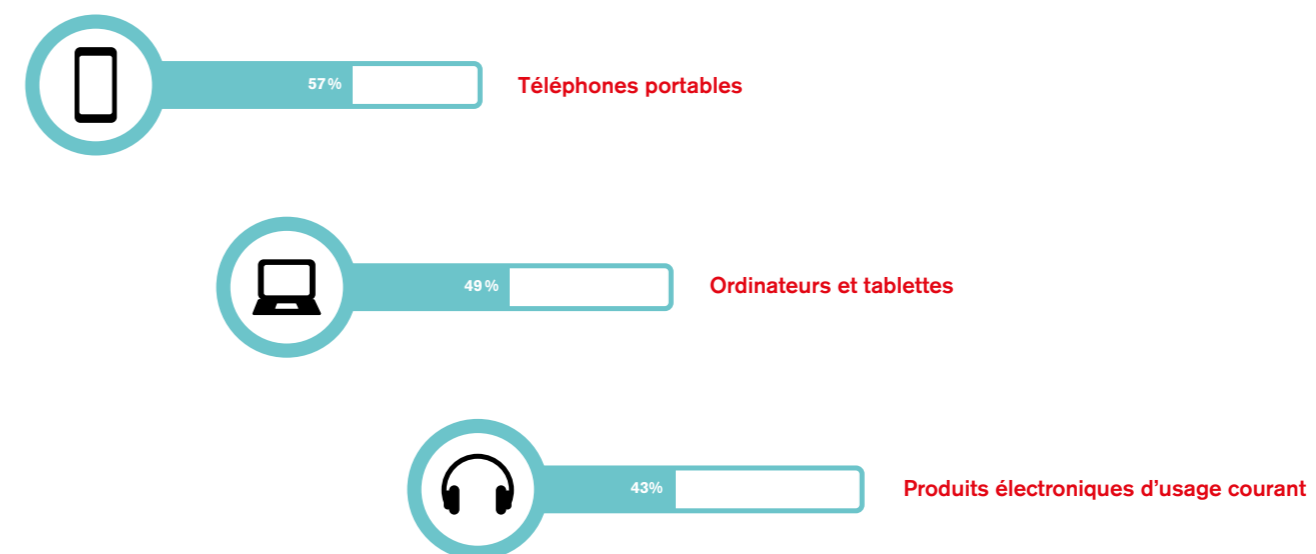 57 %
Téléphones portables
49 %
Ordinateurs et tablettes
43%
Produits électroniques d’usage courant